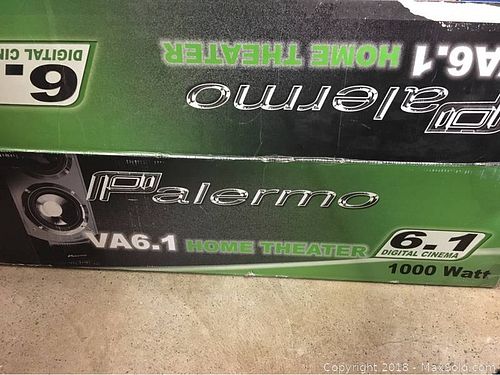 DIGITAL CIN
6.
VA6.1 HOME THEATER
Palermo
Palermo
VA6.1 HOME THEATER
6.1
DIGITAL CINEMA
1000 Watt
Copyright 2018 - MaxSold.com